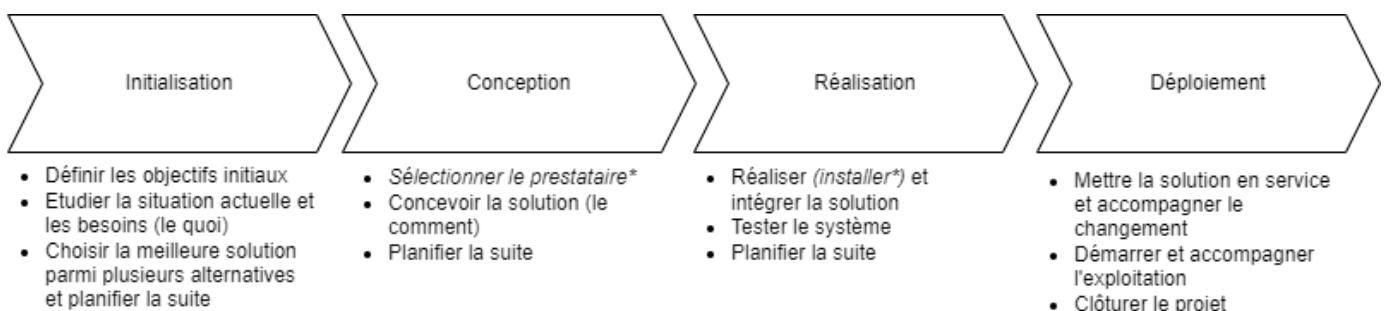 Initialisation
Conception
Réalisation
Déploiement
• Définir les objectifs initiaux
• Etudier la situation actuelle et
les besoins (le quoi)
• Choisir la meilleure solution
parmi plusieurs alternatives
et planifier la suite
• Sélectionner le prestataire*
• Concevoir la solution (le
comment)
• Planifier la suite
• Réaliser (installer*) et
intégrer la solution
• Tester le système
• Planifier la suite
• Mettre la solution en service
et accompagner le
changement
• Démarrer et accompagner
l'exploitation
• Clôturer le projet